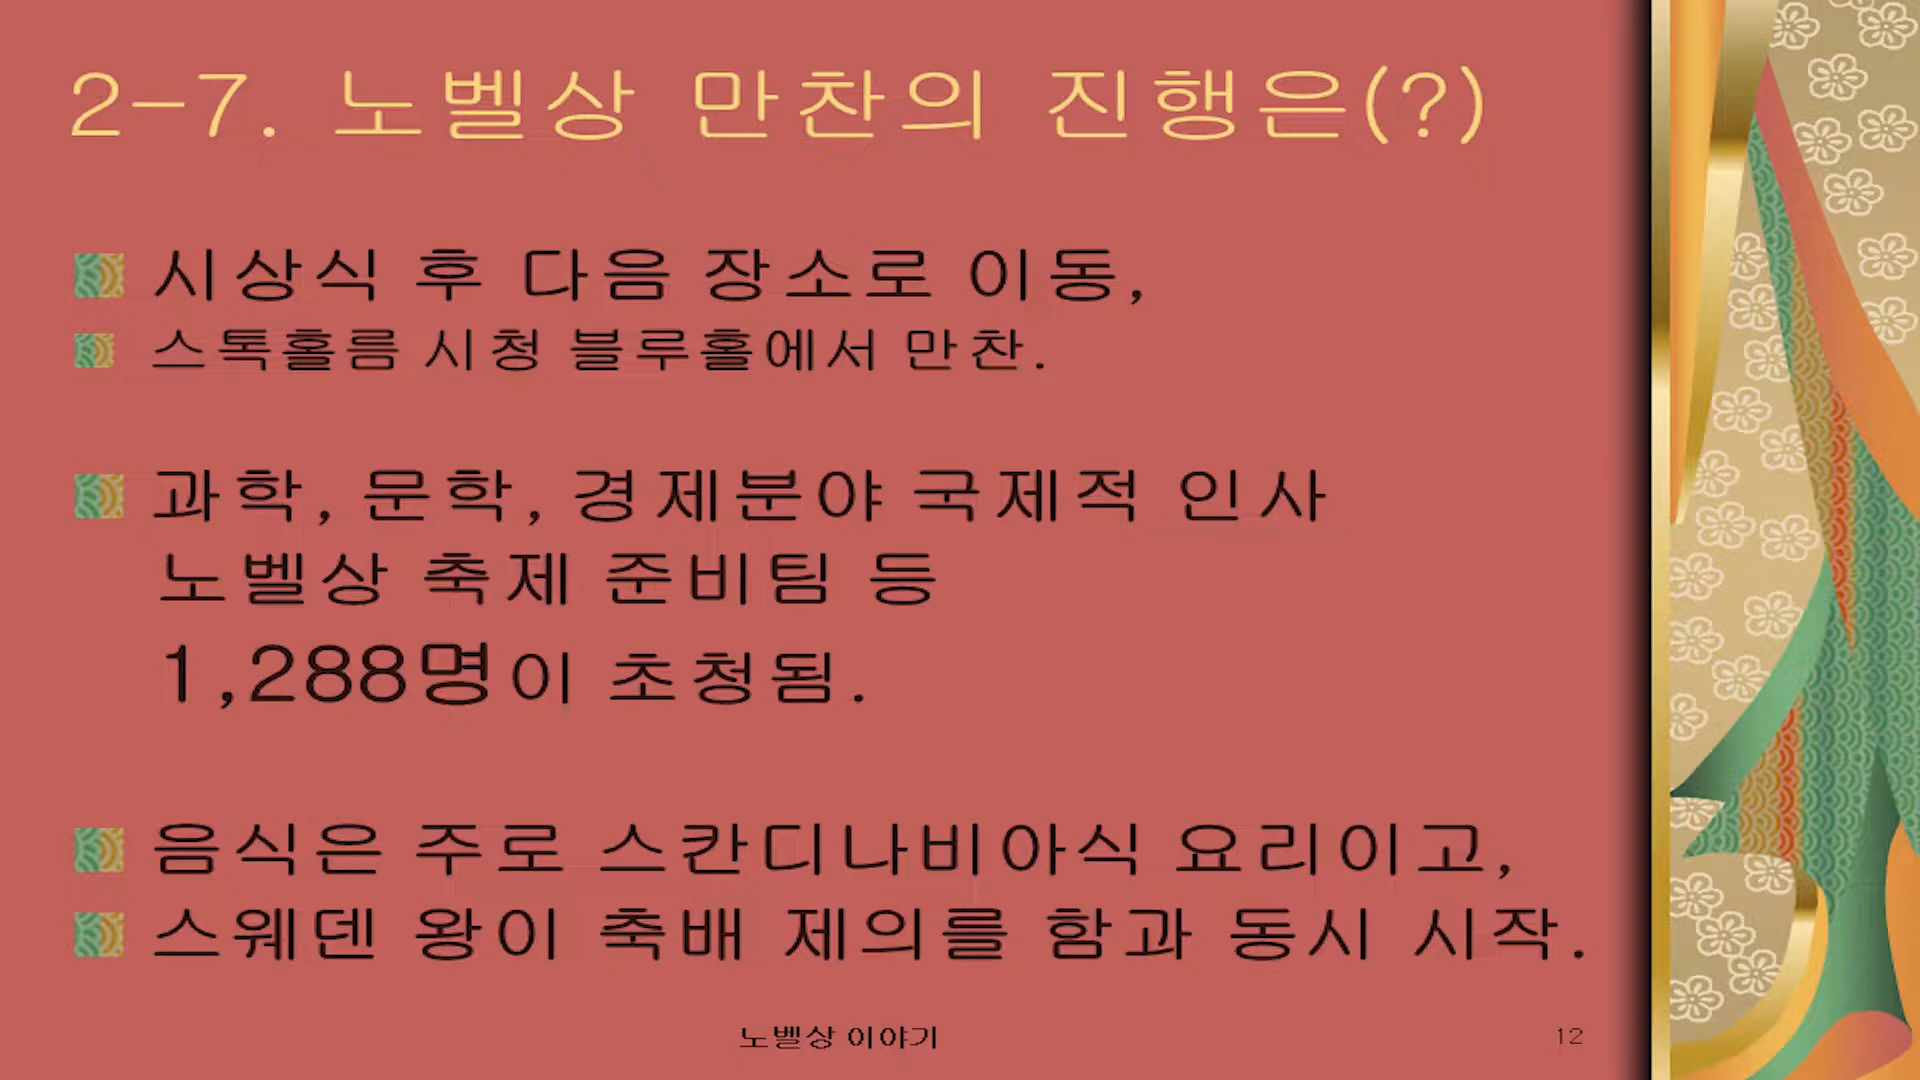 2-7. 노벨상 만찬의 진행은(?)
시상식 후 다음 장소로 이동,
스톡홀름 시청 블루홀에서 만찬.
과학, 문학, 경제분야 국제적 인사
노벨상 축제 준비팀 등
1,288명이 초청됨.
음식은 주로 스칸디나비아식 요리이고,
스웨덴 왕이 축배 제의를 함과 동시 시작.
노벨상 이야기
12